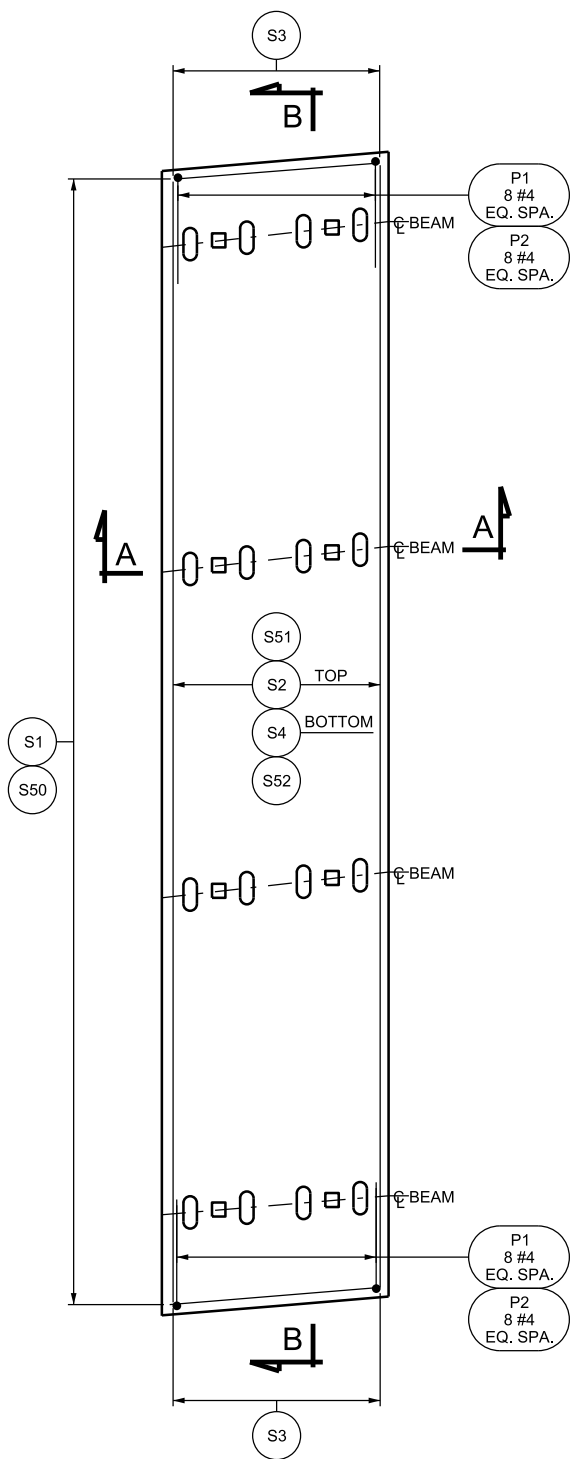 S3
B
P1
8 #4
EQ. SPA.
P2
8 #4
EQ. SPA.
℄ BEAM
A
A
℄ BEAM
S51
S2 TOP
S4 BOTTOM
S52
S1
S50
℄ BEAM
℄ BEAM
P1
8 #4
EQ. SPA.
P2
8 #4
EQ. SPA.
B
S3